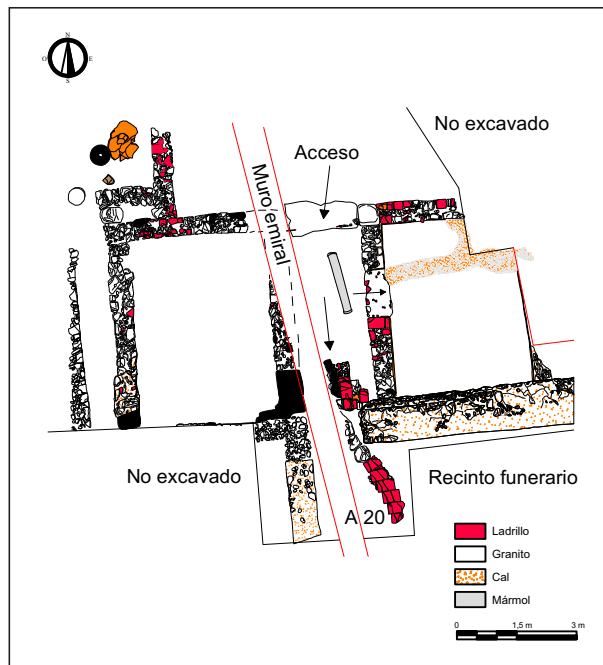 N
O E
S
No excavado
Acceso
Muro emiral
No excavado
Recinto funerario
A 20
Ladrillo
Granito
Cal
Mármol
0 1,5 m 3 m